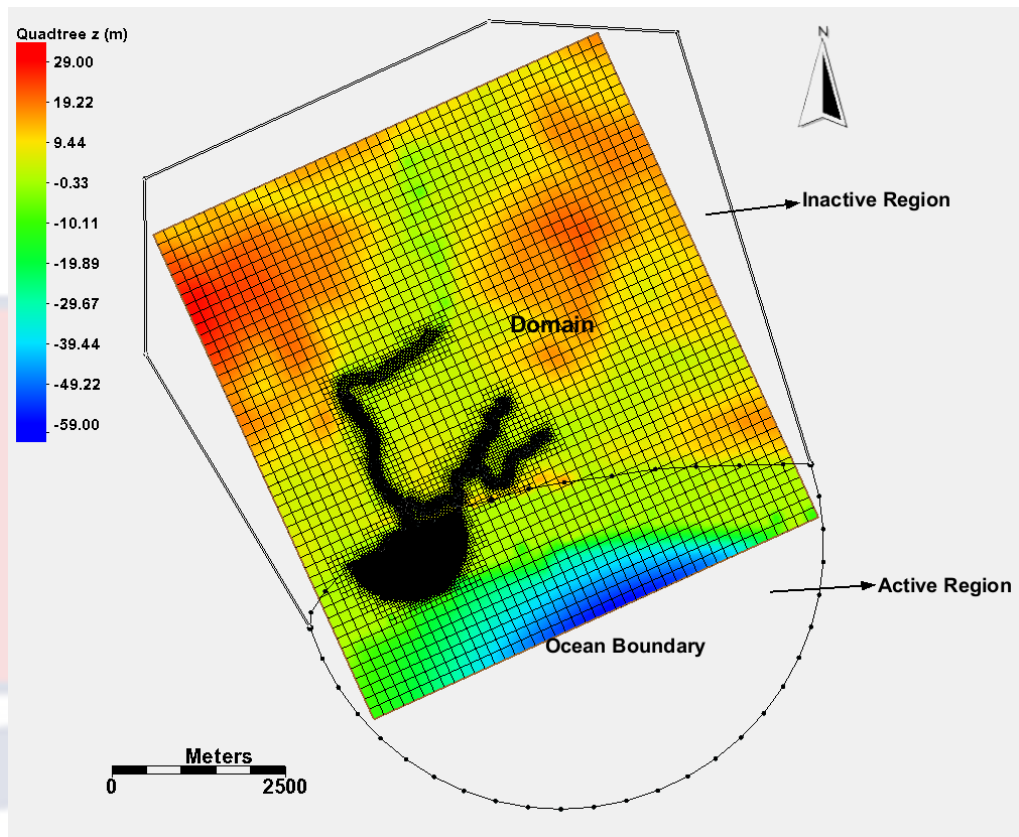 Quadtree z (m)
29.00
19.22
9.44
-0.33
-10.11
-19.89
-29.67
-39.44
-49.22
-59.00
N
Inactive Region
Domain
Active Region
Ocean Boundary
Meters
0 2500